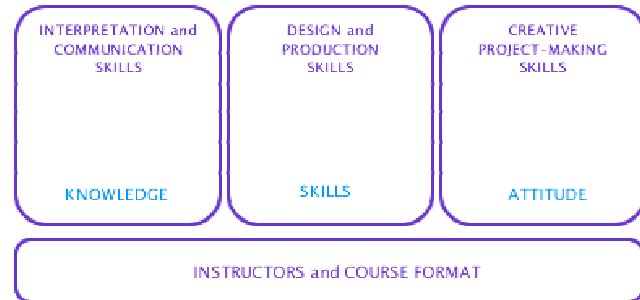 INTERPRETATION and
COMMUNICATION
SKILLS
KNOWLEDGE
DESIGN and
PRODUCTION
SKILLS
SKILLS
CREATIVE
PROJECT-MAKING
SKILLS
ATTITUDE
INSTRUCTORS and COURSE FORMAT